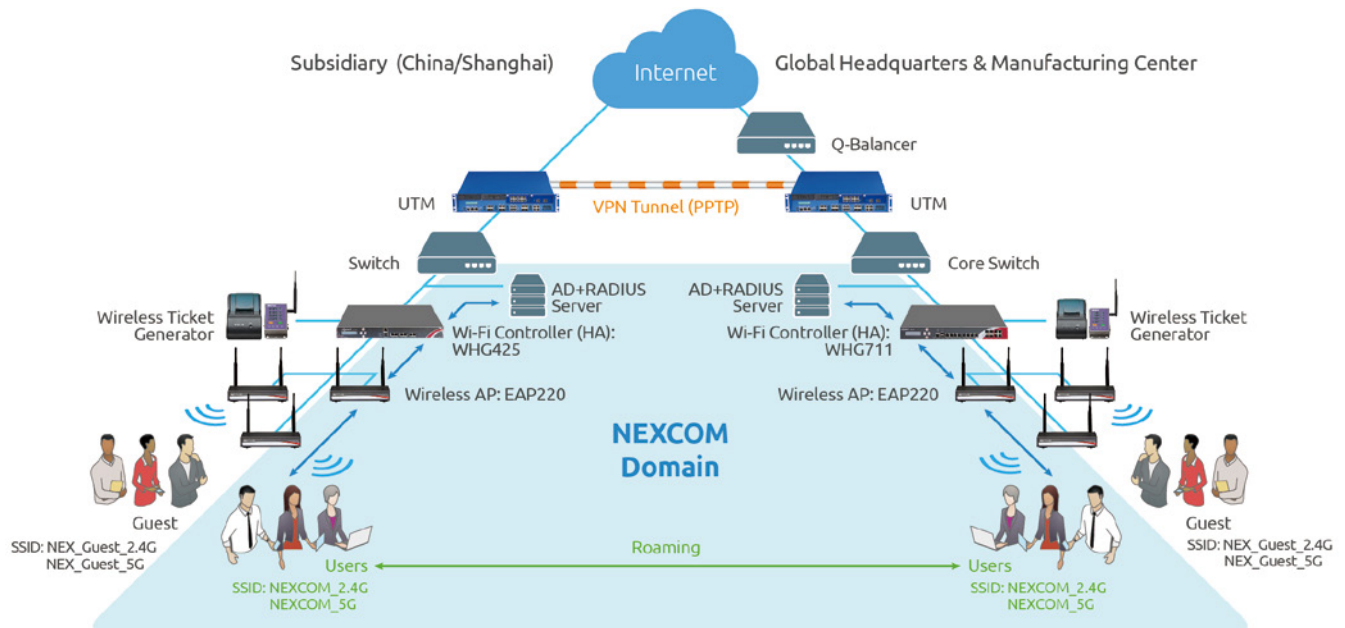 Subsidiary (China/Shanghai)
Internet
Global Headquarters & Manufacturing Center
Q-Balancer
UTM
VPN Tunnel (PPTP)
UTM
Switch
Core Switch
AD+RADIUS
Server
AD+RADIUS
Server
Wireless Ticket
Generator
Wi-Fi Controller (HA):
WHG425
Wi-Fi Controller (HA):
WHG711
Wireless Ticket
Generator
Wireless AP: EAP220
Wireless AP: EAP220
NEXCOM
Domain
Guest
SSID: NEX_Guest_2.4G
NEX_Guest_5G
Guest
SSID: NEX_Guest_2.4G
NEX_Guest_5G
Roaming
Users
SSID: NEXCOM_2.4G
NEXCOM_5G
Users
SSID: NEXCOM_2.4G
NEXCOM_5G